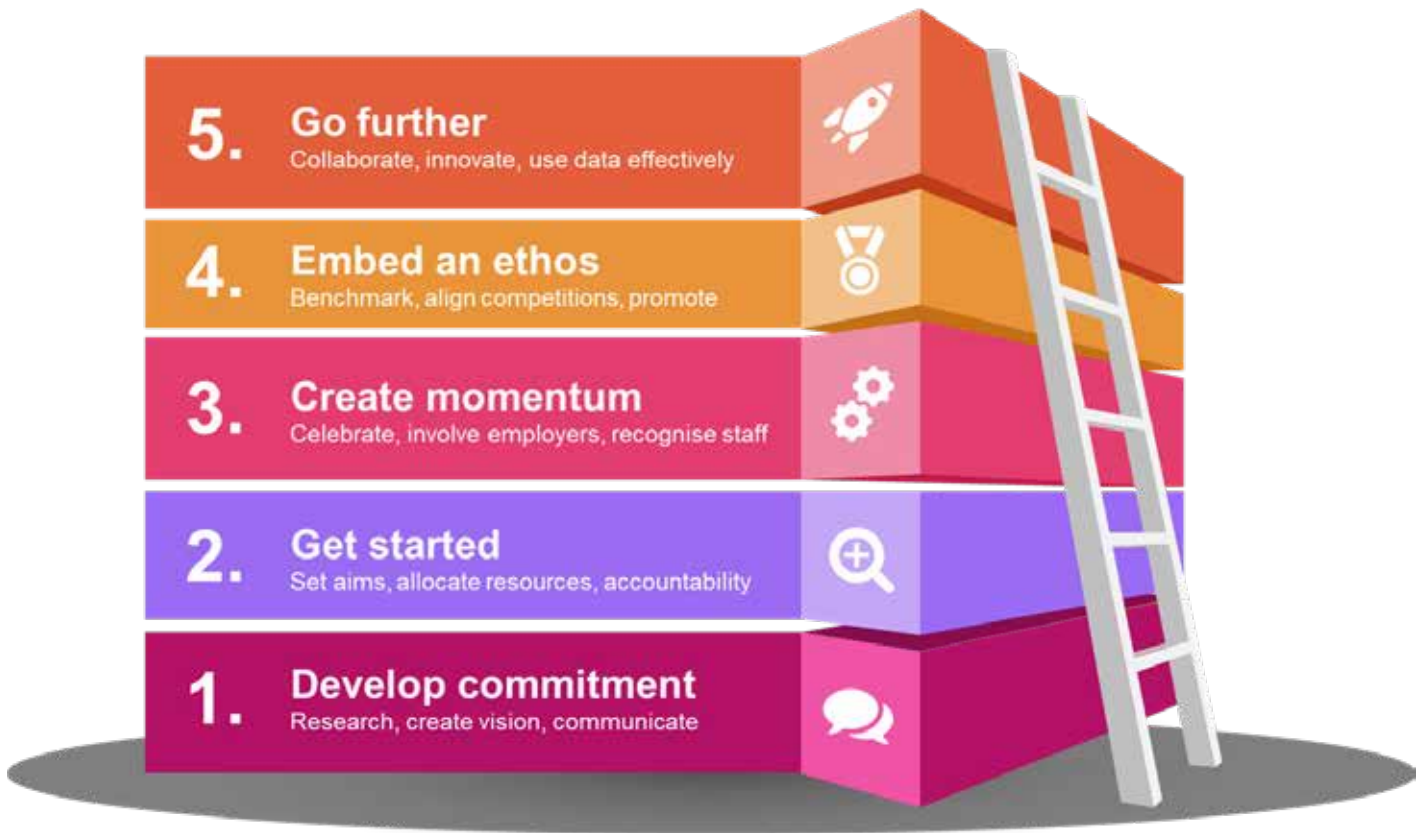 5.
Go further
Collaborate, innovate, use data effectively
4.
Embed an ethos
Benchmark, align competitions, promote
3.
Create momentum
Celebrate, involve employers, recognise staff
2.
Get started
Set aims, allocate resources, accountability
1.
Develop commitment
Research, create vision, communicate